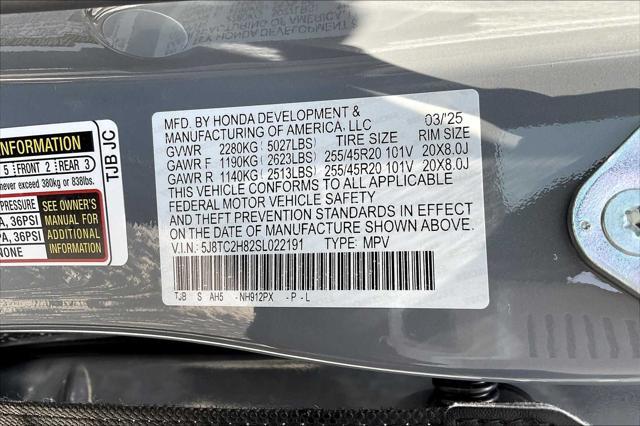 MFD. BY HONDA DEVELOPMENT & 03/'25
MANUFACTURING OF AMERICA, LLC
GVWR 2280KG (5027LBS) TIRE SIZE RIM SIZE
GAWR F 1190KG (2623LBS) 255/45R20 101V 20X8.0J
GAWR R 1140KG (2513LBS) 255/45R20 101V 20X8.0J
THIS VEHICLE CONFORMS TO ALL APPLICABLE
FEDERAL MOTOR VEHICLE SAFETY
AND THEFT PREVENTION STANDARDS IN EFFECT
ON THE DATE OF MANUFACTURE SHOWN ABOVE.
V.I.N: 5J8TC2H82SL022191 TYPE: MPV
TJB S AH5 -NH912PX -P-L
INFORMATION
5 FRONT 2 REAR 3
never exceed 380kg or 838lbs.
PRESSURE
A, 36PSI
PA, 36PSI
NONE
SEE OWNER'S
MANUAL FOR
ADDITIONAL
INFORMATION
TJB JC